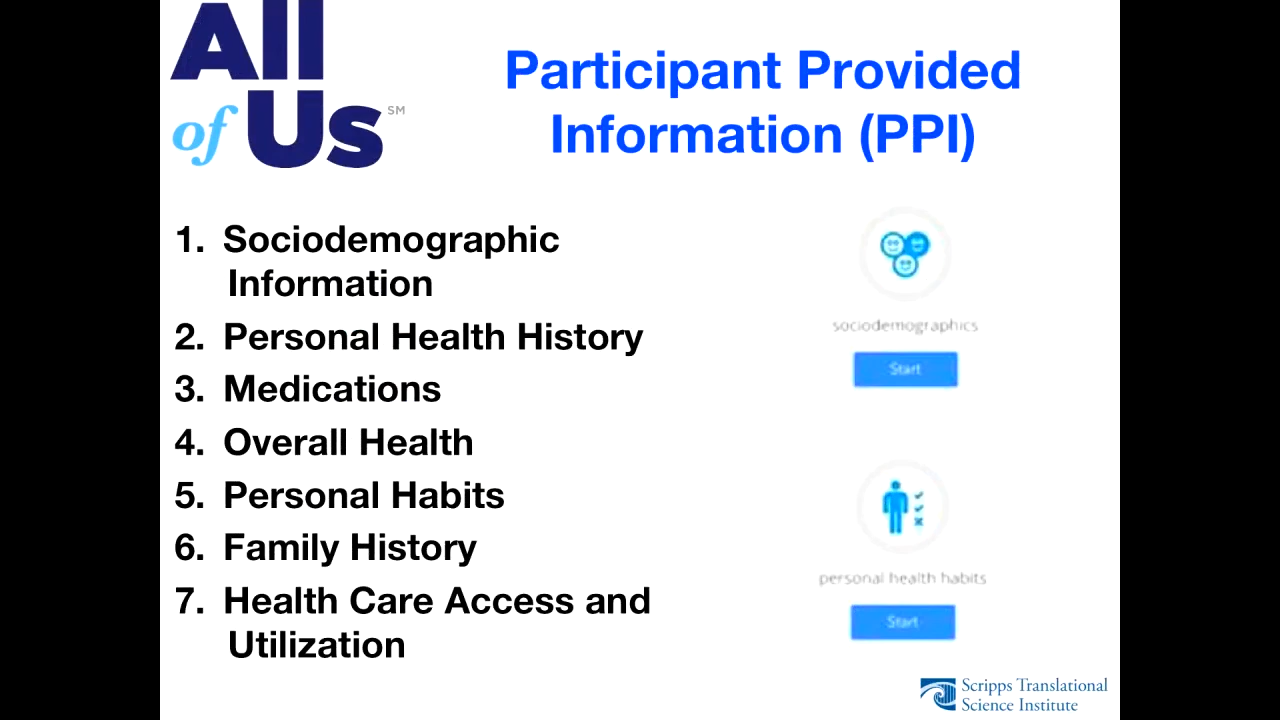 All
of Us SM
Participant Provided
Information (PPI)
1. Sociodemographic
Information
2. Personal Health History
3. Medications
4. Overall Health
5. Personal Habits
6. Family History
7. Health Care Access and
Utilization
sociodemographics
Start
personal health habits
Start
Scripps Translational
Science Institute